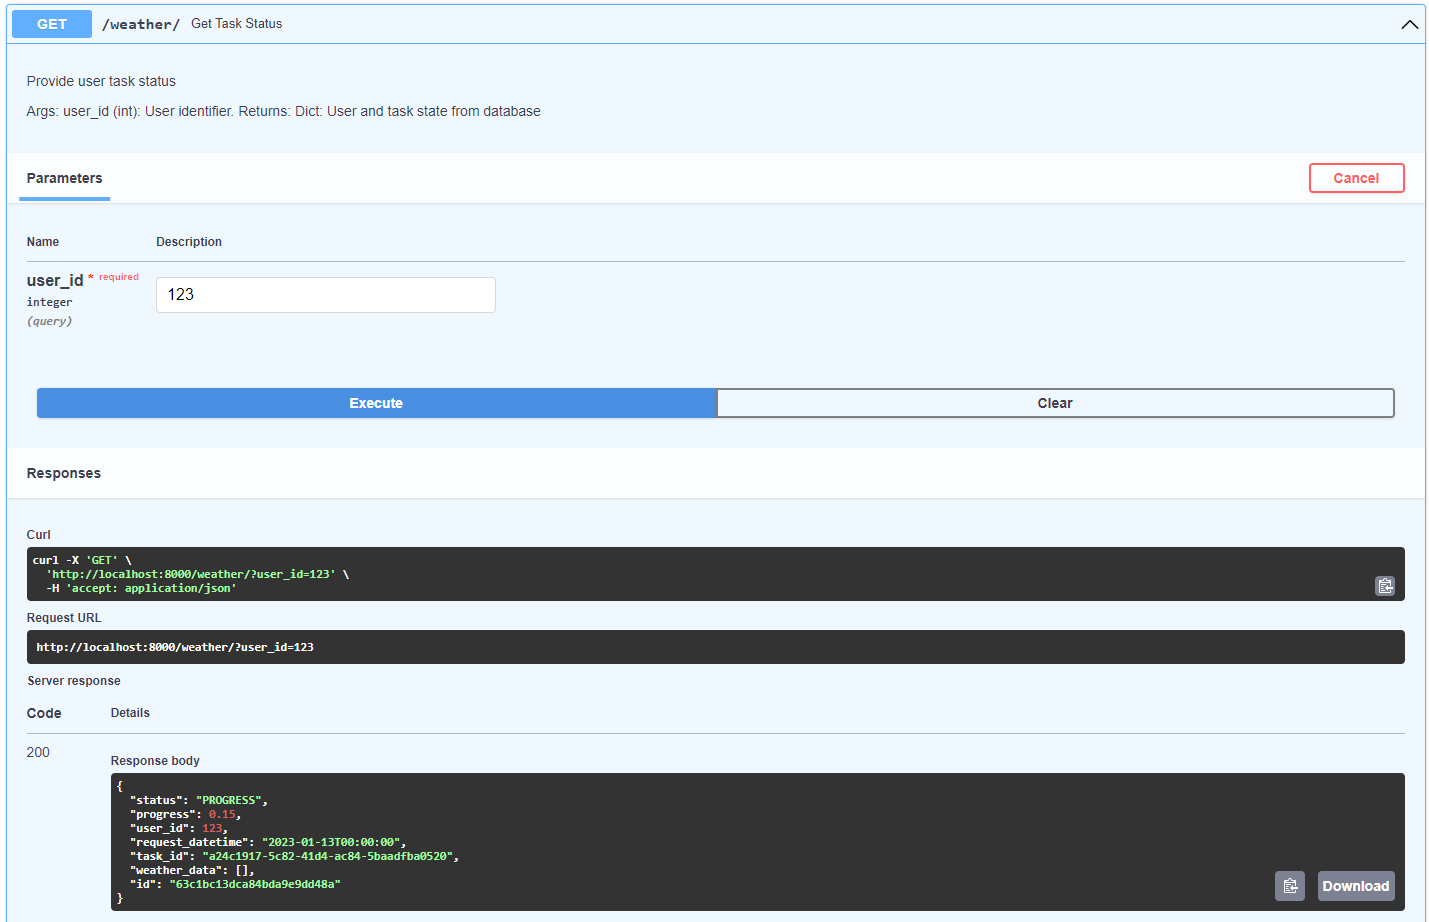 GET /weather/ Get Task Status
Provide user task status
Args: user_id (int): User identifier. Returns: Dict: User and task state from database
Parameters
Cancel
Name Description
user_id * required
integer
(query)
123
Execute
Clear
Responses
Curl
curl -X 'GET' \
  'http://localhost:8000/weather/?user_id=123' \
  -H 'accept: application/json'
Request URL
http://localhost:8000/weather/?user_id=123
Server response
Code Details
200
Response body
{
  "status": "PROGRESS",
  "progress": 0.15,
  "user_id": 123,
  "request_datetime": "2023-01-13T00:00:00",
  "task_id": "a24c1917-5c82-41d4-ac84-5baadfba0520",
  "weather_data": [],
  "id": "63c1bc13dca84bda9e9dd48a"
}
Download